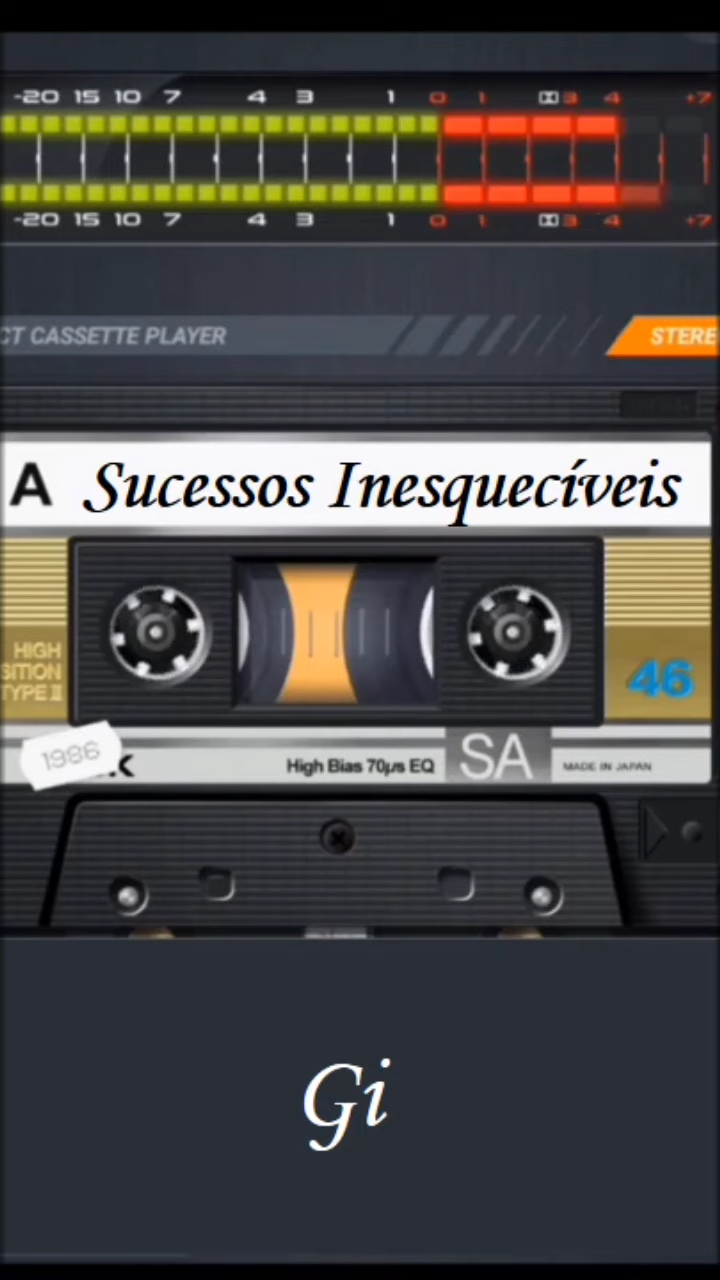 -20 15 10 7 4 3 1 0 1 3 4 +7
-20 15 10 7 4 3 1 0 1 3 4 +7
CT CASSETTE PLAYER
STERE
A Sucessos Inesquecíveis
HIGH
SITION
TYPE II
46
1986
K
High Bias 70µs EQ
SA
MADE IN JAPAN
Gi